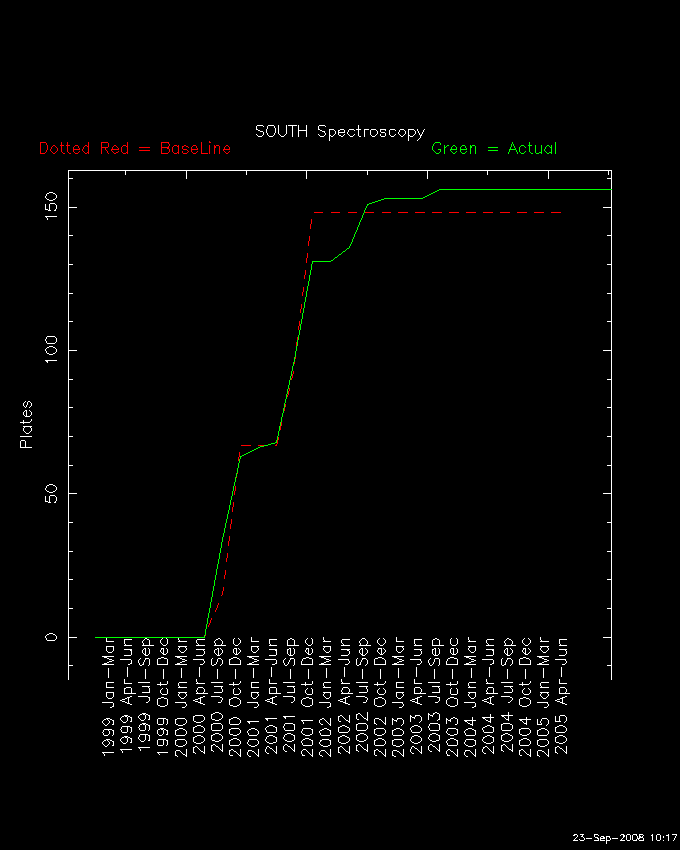 SOUTH Spectroscopy
Dotted Red = BaseLine
Green = Actual
150
100
50
0
Plates
1999 Jan-Mar
1999 Apr-Jun
1999 Jul-Sep
1999 Oct-Dec
2000 Jan-Mar
2000 Apr-Jun
2000 Jul-Sep
2000 Oct-Dec
2001 Jan-Mar
2001 Apr-Jun
2001 Jul-Sep
2001 Oct-Dec
2002 Jan-Mar
2002 Apr-Jun
2002 Jul-Sep
2002 Oct-Dec
2003 Jan-Mar
2003 Apr-Jun
2003 Jul-Sep
2003 Oct-Dec
2004 Jan-Mar
2004 Apr-Jun
2004 Jul-Sep
2004 Oct-Dec
2005 Jan-Mar
2005 Apr-Jun
23-Sep-2008 10:17